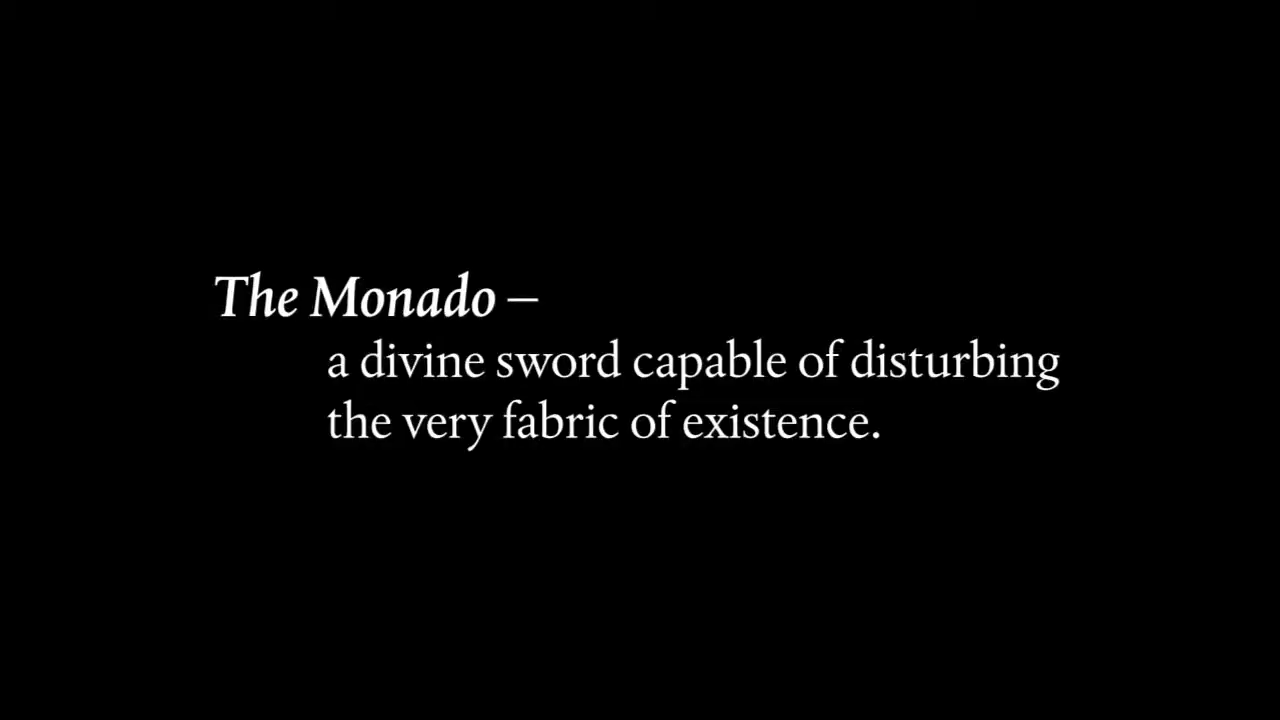 The Monado –
a divine sword capable of disturbing
the very fabric of existence.